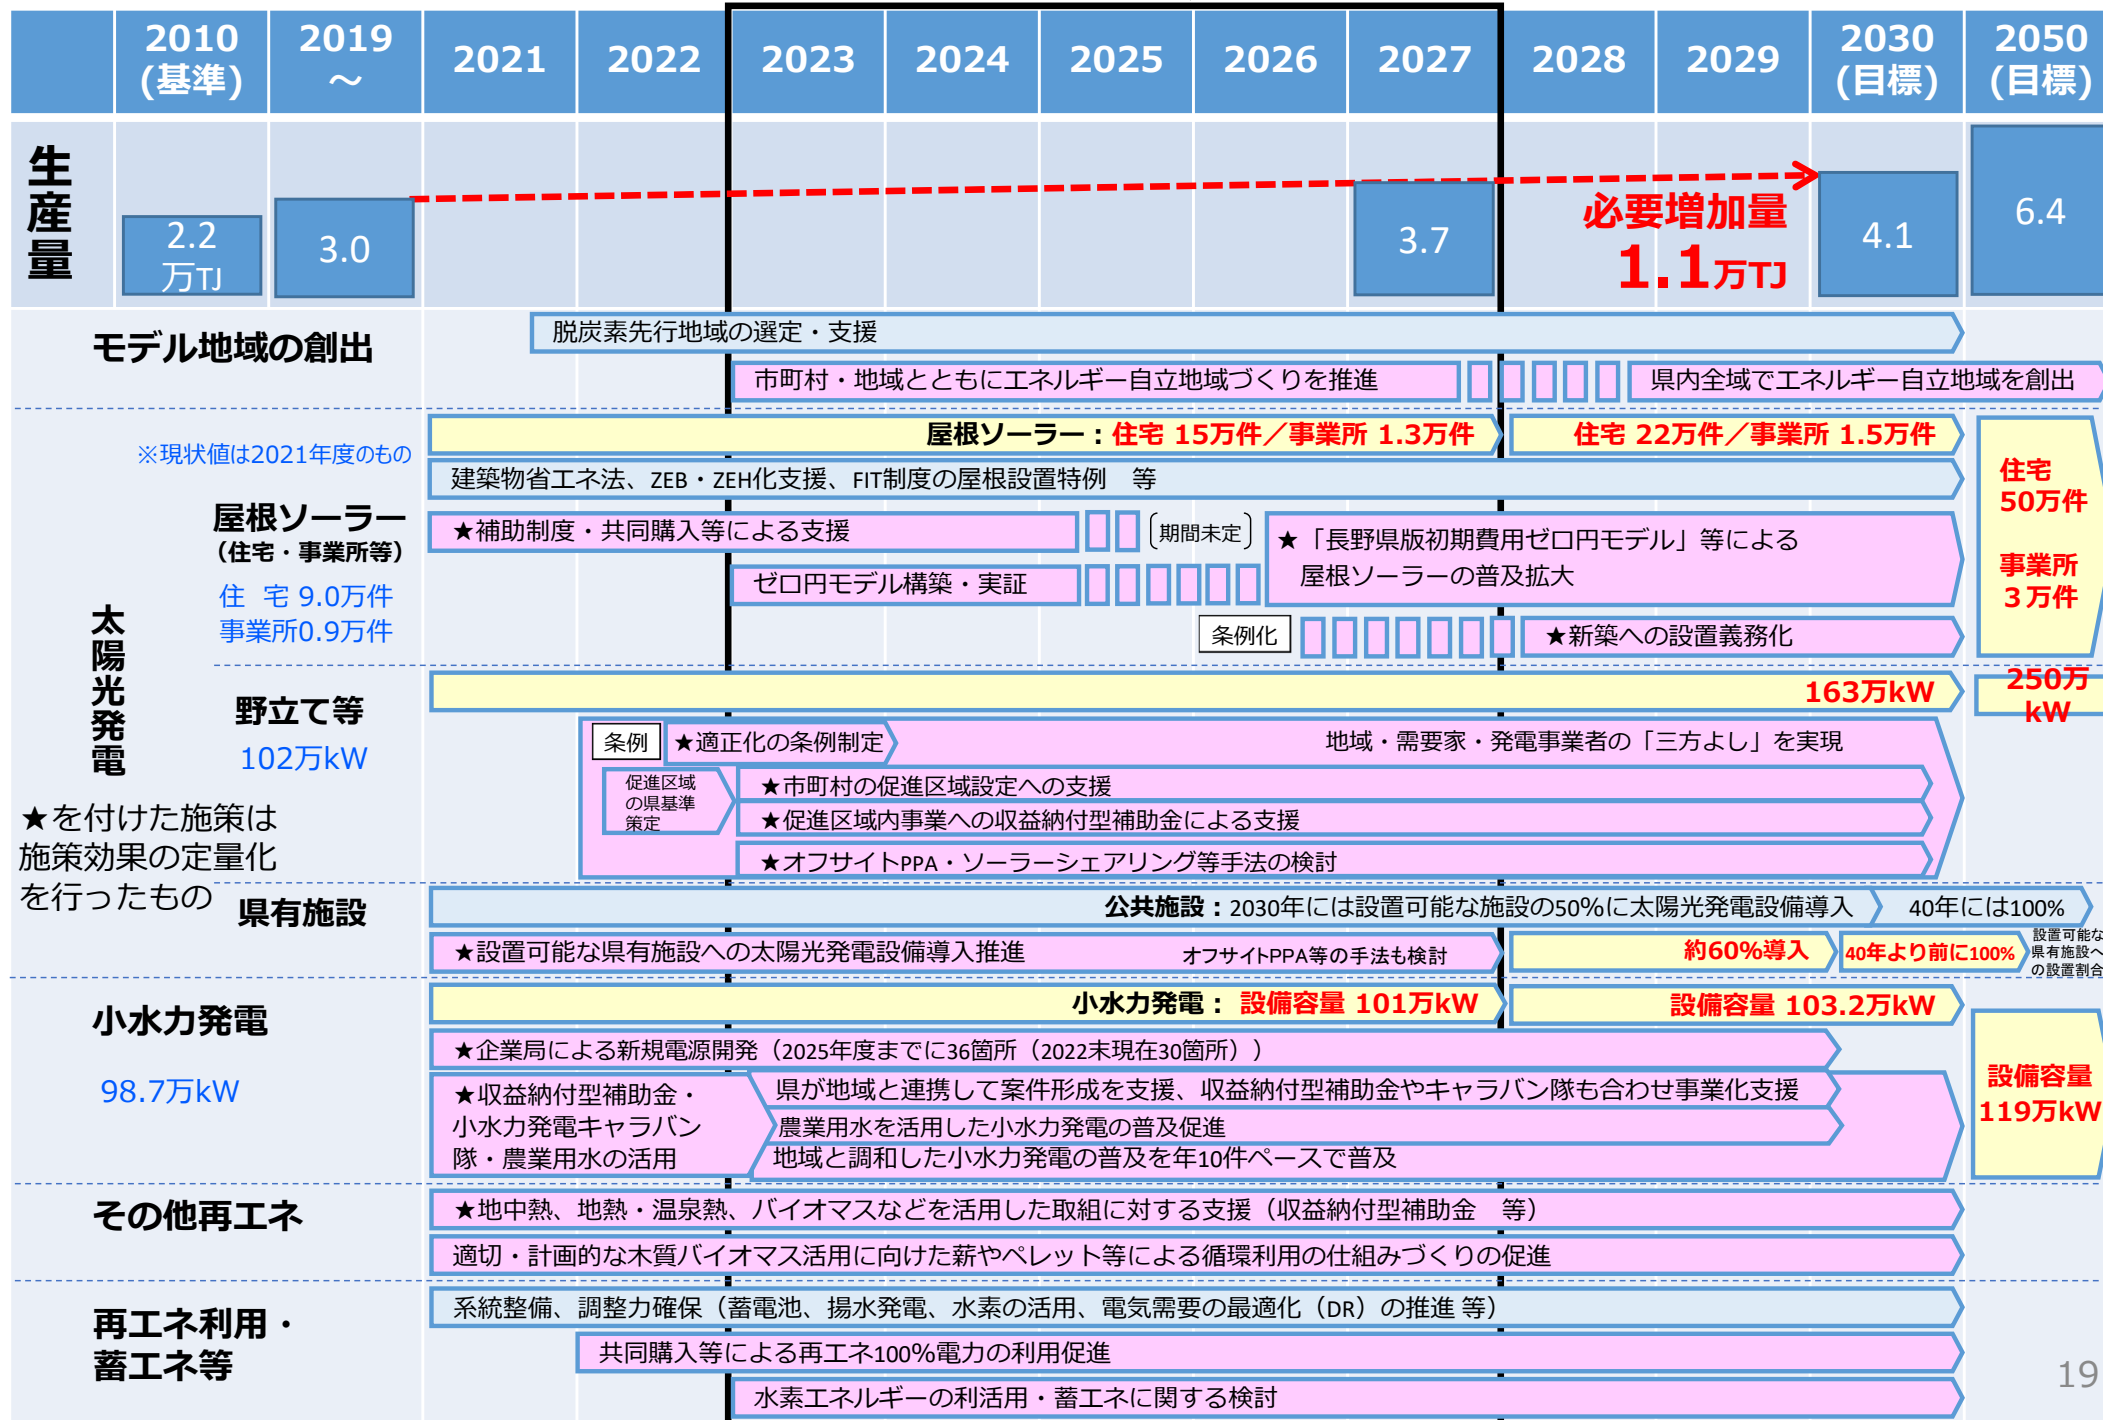 2010
(基準)
2019
～
2021
2022
2023
2024
2025
2026
2027
2028
2029
2030
(目標)
2050
(目標)
生産量
2.2
万TJ
3.0
3.7
必要増加量
1.1万TJ
4.1
6.4
モデル地域の創出
脱炭素先行地域の選定・支援
市町村・地域とともにエネルギー自立地域づくりを推進
県内全域でエネルギー自立地域を創出
太陽光発電
※現状値は2021年度のもの
屋根ソーラー
（住宅・事業所等）
住 宅 9.0万件
事業所0.9万件
屋根ソーラー：住宅 15万件／事業所 1.3万件
住宅 22万件／事業所 1.5万件
住宅
50万件
事業所
３万件
建築物省エネ法、ZEB・ZEH化支援、FIT制度の屋根設置特例　等
★補助制度・共同購入等による支援
〔期間未定〕
★「長野県版初期費用ゼロ円モデル」等による
屋根ソーラーの普及拡大
ゼロ円モデル構築・実証
条例化
★新築への設置義務化
野立て等
102万kW
163万kW
250万
kW
条例
★適正化の条例制定
地域・需要家・発電事業者の「三方よし」を実現
促進区域
の県基準
策定
★市町村の促進区域設定への支援
★促進区域内事業への収益納付型補助金による支援
★オフサイトPPA・ソーラーシェアリング等手法の検討
★を付けた施策は
施策効果の定量化
を行ったもの
県有施設
公共施設：2030年には設置可能な施設の50%に太陽光発電設備導入
40年には100%
★設置可能な県有施設への太陽光発電設備導入推進
オフサイトPPA等の手法も検討
約60%導入
40年より前に100%
設置可能な
県有施設へ
の設置割合
小水力発電
98.7万kW
小水力発電： 設備容量 101万kW
設備容量 103.2万kW
設備容量
119万kW
★企業局による新規電源開発（2025年度までに36箇所（2022末現在30箇所））
★収益納付型補助金・
小水力発電キャラバン
隊・農業用水の活用
県が地域と連携して案件形成を支援、収益納付型補助金やキャラバン隊も合わせ事業化支援
農業用水を活用した小水力発電の普及促進
地域と調和した小水力発電の普及を年10件ペースで普及
その他再エネ
★地中熱、地熱・温泉熱、バイオマスなどを活用した取組に対する支援（収益納付型補助金　等）
適切・計画的な木質バイオマス活用に向けた薪やペレット等による循環利用の仕組みづくりの促進
再エネ利用・
蓄エネ等
系統整備、調整力確保（蓄電池、揚水発電、水素の活用、電気需要の最適化（DR）の推進 等）
共同購入等による再エネ100%電力の利用促進
水素エネルギーの利活用・蓄エネに関する検討
19